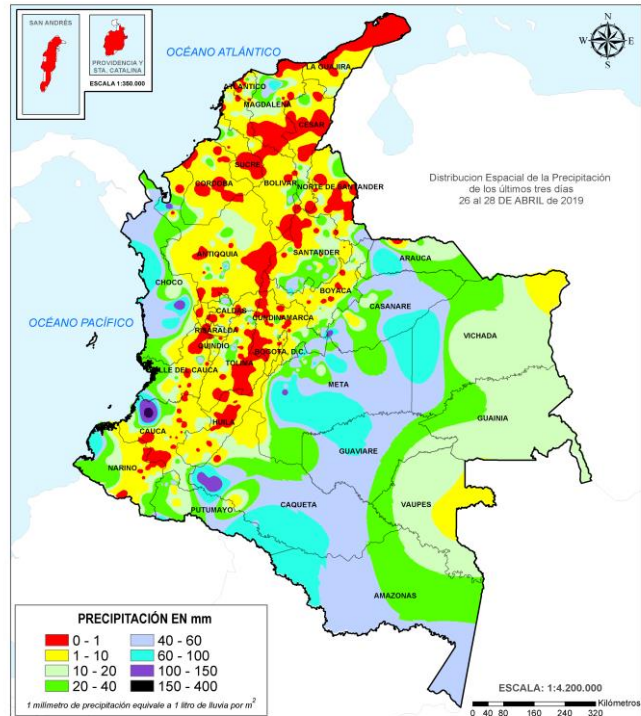 SAN ANDRÉS
PROVIDENCIA Y
STA. CATALINA
ESCALA 1:350.000
OCÉANO ATLÁNTICO
N
W
E
S
LA GUAJIRA
ATLANTICO
MAGDALENA
CESAR
SUCRE
CORDOBA
BOLIVAR
NORTE DE SANTANDER
Distribucion Espacial de la Precipitación
de los últimos tres días
26 al 28 DE ABRIL de 2019
ANTIOQUIA
SANTANDER
ARAUCA
CHOCO
BOYACA
CASANARE
CALDAS
CUNDINAMARCA
OCÉANO PACÍFICO
RISARALDA
VICHADA
QUINDIO
BOGOTA, D.C.
TOLIMA
VALLE DEL CAUCA
META
GUAINIA
CAUCA
HUILA
GUAVIARE
NARIÑO
CAQUETA
VAUPES
PUTUMAYO
AMAZONAS
PRECIPITACIÓN EN mm
0 - 1
40 - 60
1 - 10
60 - 100
10 - 20
100 - 150
20 - 40
150 - 400
1 milimetro de precipitación equivale a 1 litro de lluvia por m²
ESCALA: 1:4.200.000
Kilómetros
0 40 80 160 240 320